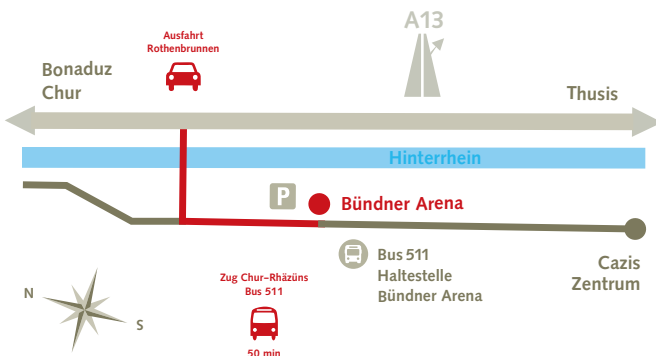 A13
Ausfahrt
Rothenbrunnen
Bonaduz
Chur
Thusis
Hinterrhein
P
Bündner Arena
Bus 511
Haltestelle
Bündner Arena
Cazis
Zentrum
Zug Chur–Rhäzüns
Bus 511
50 min
N
S